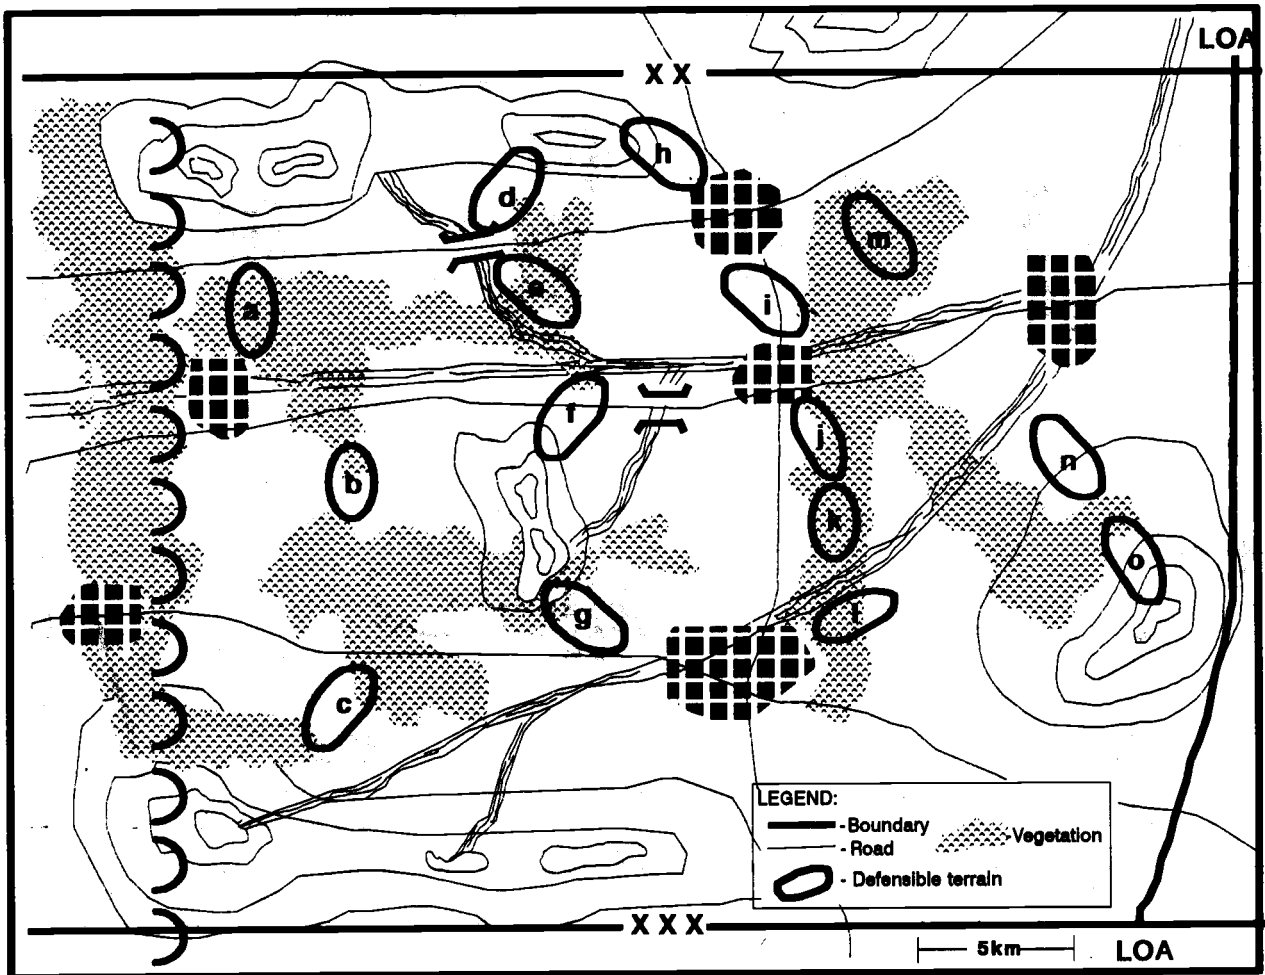 LOA
X X
h
d
m
a
e
i
f
j
b
n
k
o
g
l
c
LEGEND:
- Boundary
- Road
Vegetation
- Defensible terrain
X X X
5km
LOA